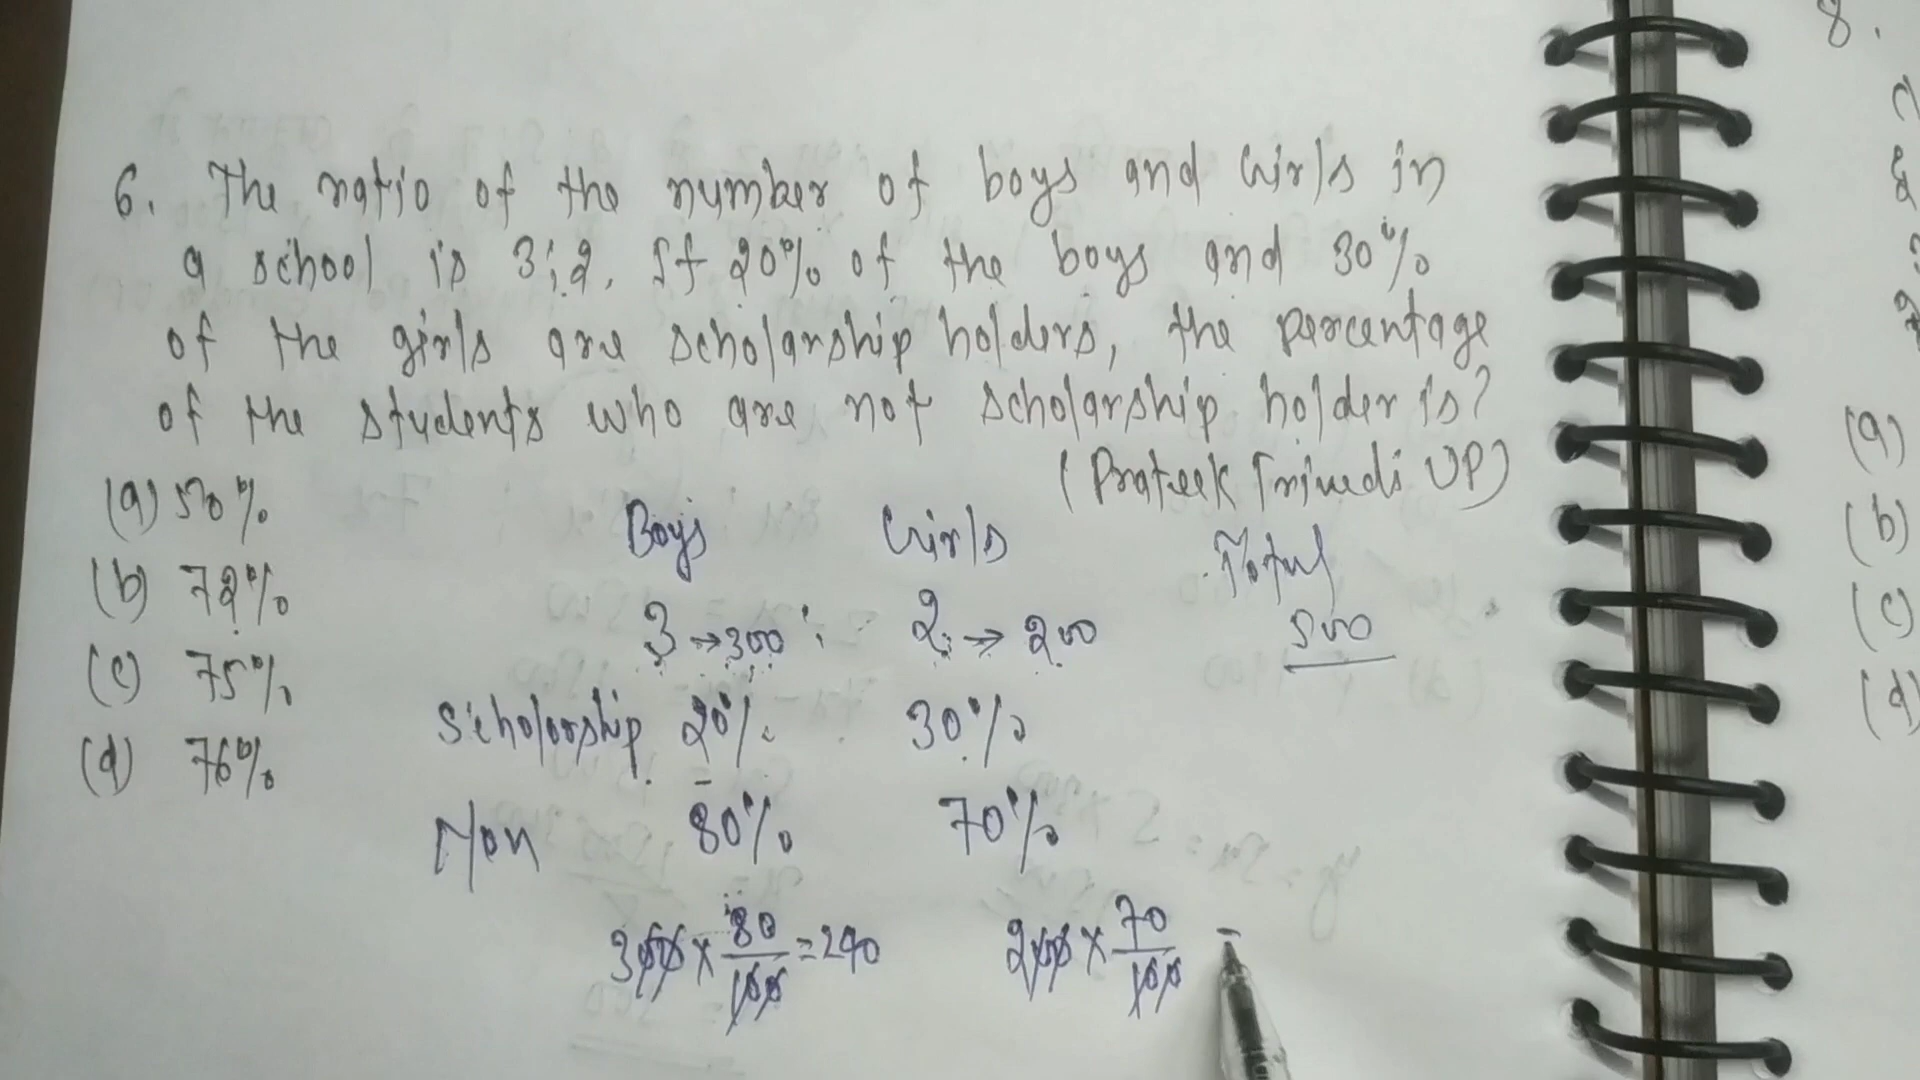 6. The ratio of the number of boys and Girls in
a school is 3:2. If 20% of the boys and 30%
of the girls are scholarship holders, the percentage
of the students who are not scholarship holder is?
(Prateek Trivedi UP)
(a) 50%
(b) 72%
(c) 75%
(d) 76%
Boys Girls Total
3 → 300 : 2 → 200 500
Scholorship 20% 30%
Non 80% 70%
300 × 80/100 = 240 200 × 70/100 =
8.
(a)
(b)
(c)
(d)